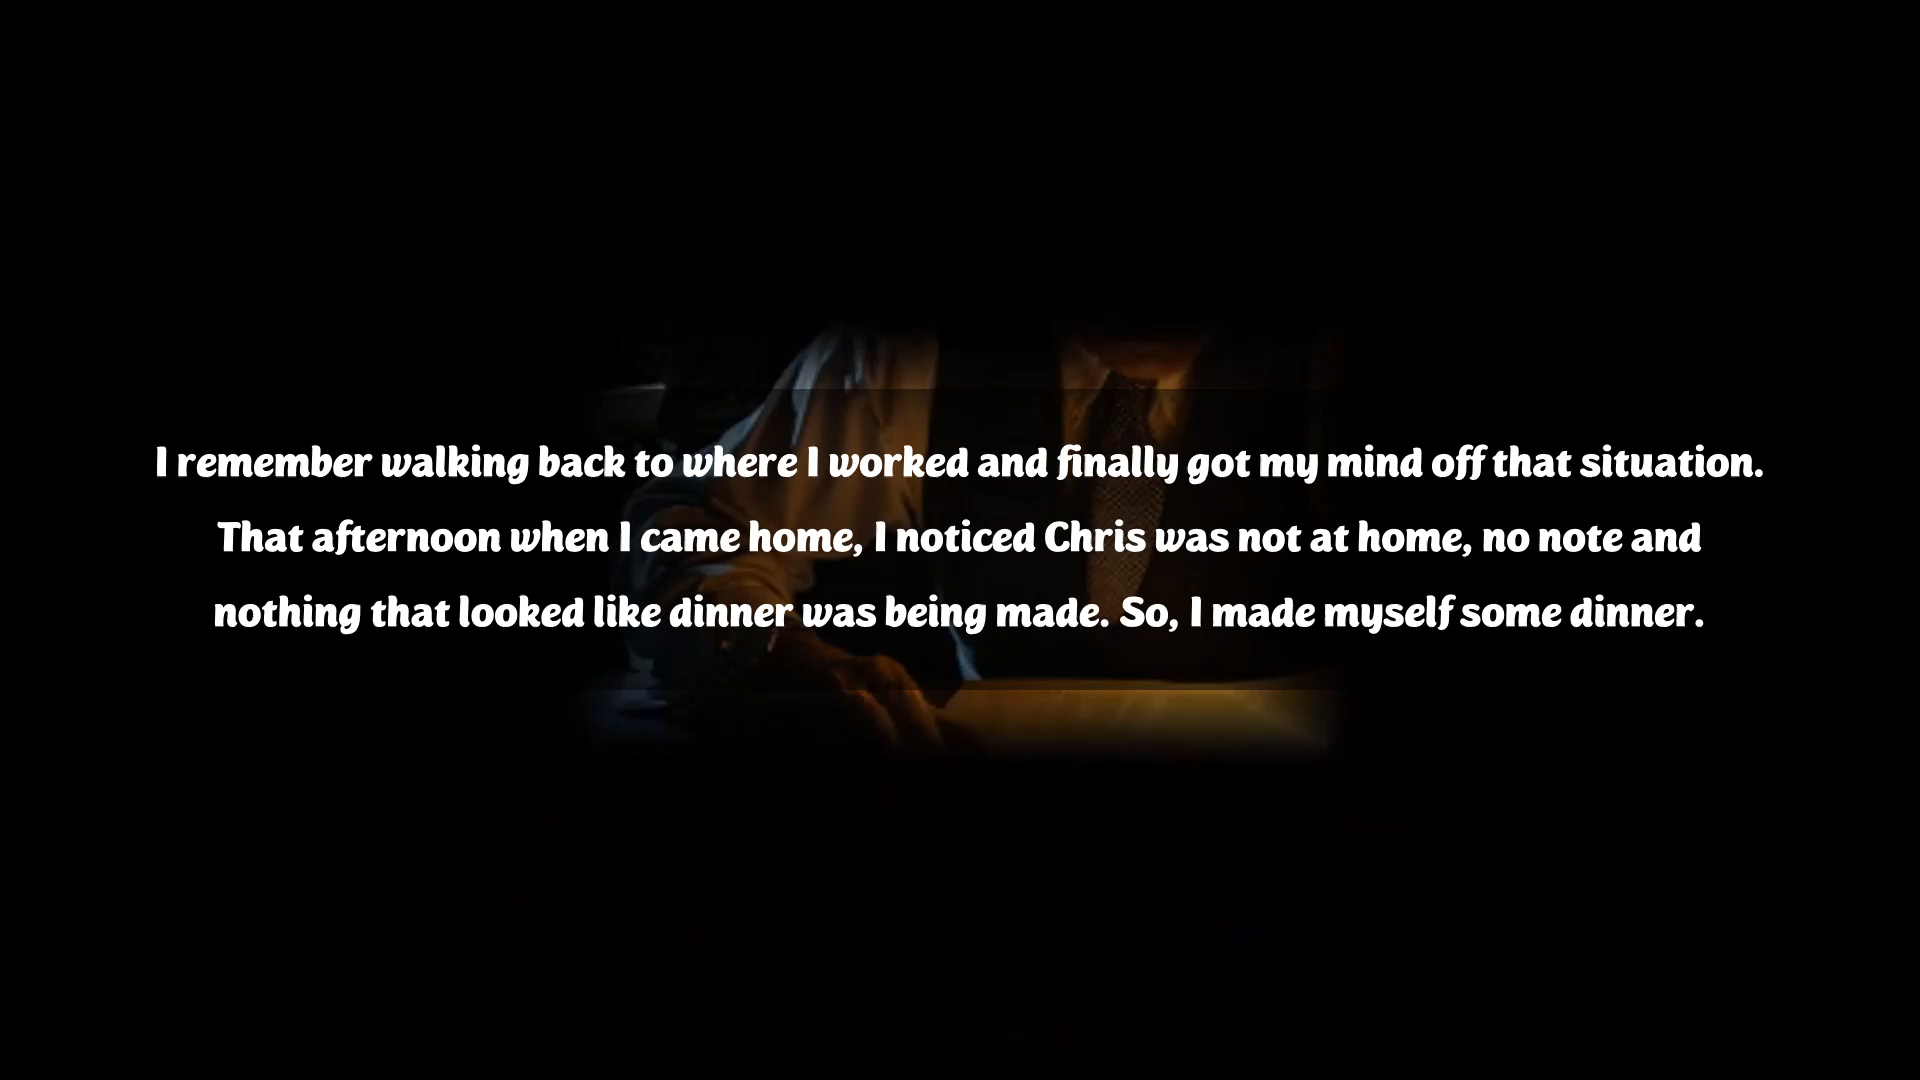 I remember walking back to where I worked and finally got my mind off that situation.
That afternoon when I came home, I noticed Chris was not at home, no note and
nothing that looked like dinner was being made. So, I made myself some dinner.